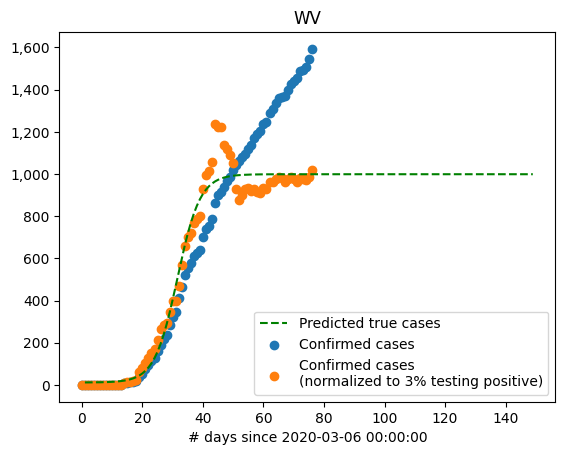 WV
1,600
1,400
1,200
1,000
800
600
400
200
0
0 20 40 60 80 100 120 140
# days since 2020-03-06 00:00:00
Predicted true cases
Confirmed cases
Confirmed cases
(normalized to 3% testing positive)